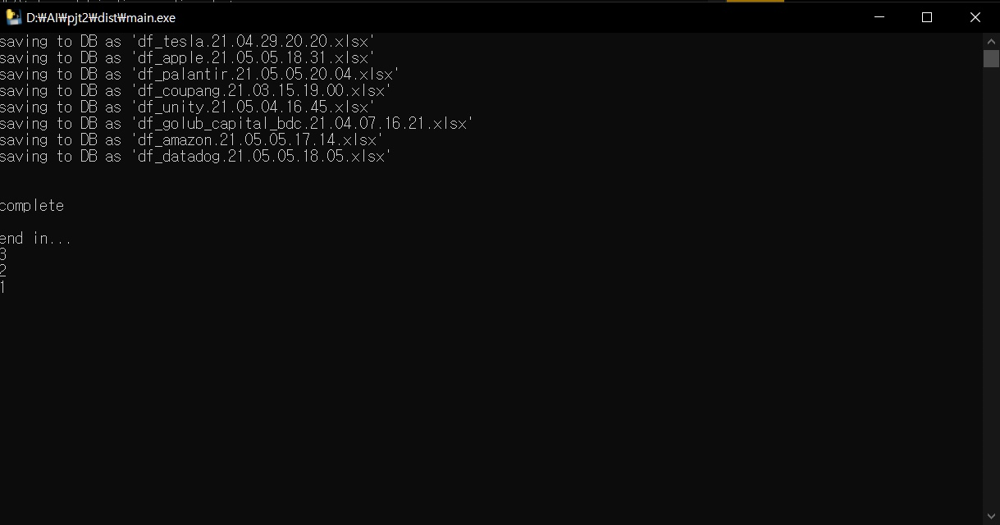 D:₩AI₩pjt2₩dist₩main.exe
saving to DB as 'df_tesla.21.04.29.20.20.xlsx'
saving to DB as 'df_apple.21.05.05.18.31.xlsx'
saving to DB as 'df_palantir.21.05.05.20.04.xlsx'
saving to DB as 'df_coupang.21.03.15.19.00.xlsx'
saving to DB as 'df_unity.21.05.04.16.45.xlsx'
saving to DB as 'df_golub_capital_bdc.21.04.07.16.21.xlsx'
saving to DB as 'df_amazon.21.05.05.17.14.xlsx'
saving to DB as 'df_datadog.21.05.05.18.05.xlsx'
complete
end in...
3
2
1